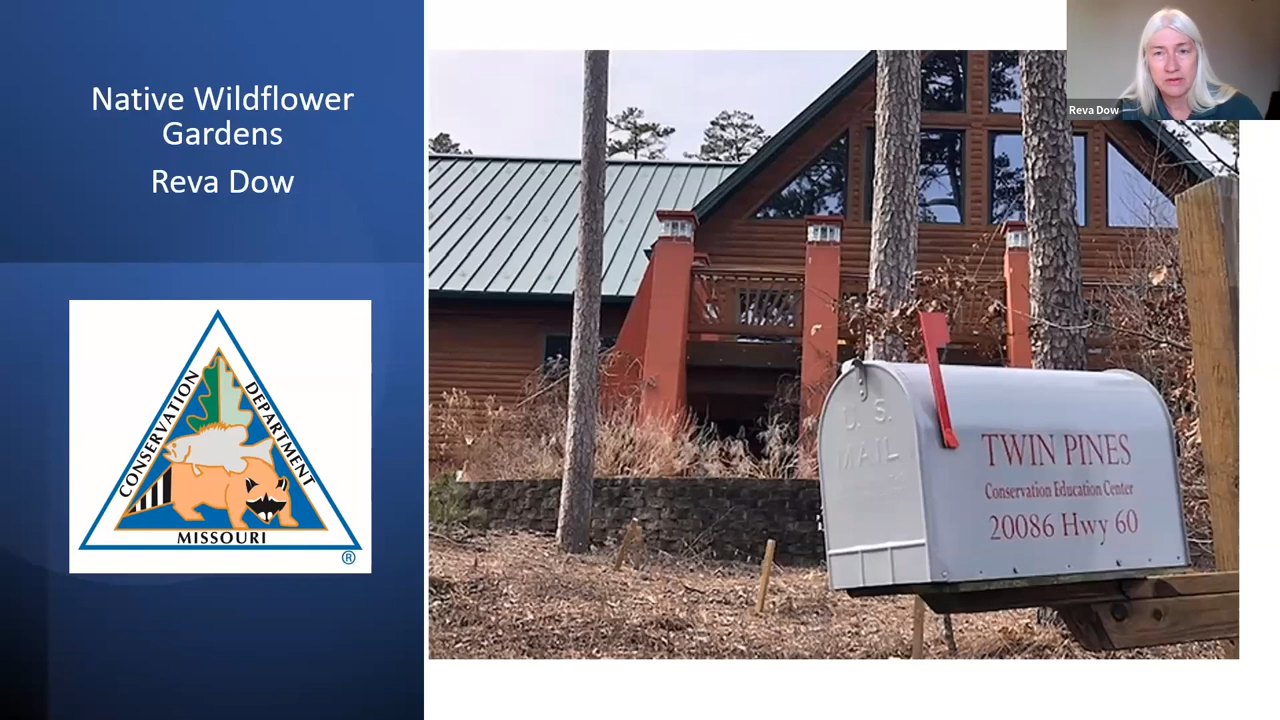 Native Wildflower
Gardens
Reva Dow
CONSERVATION
DEPARTMENT
MISSOURI
®
U. S.
MAIL
TWIN PINES
Conservation Education Center
20086 Hwy 60
Reva Dow